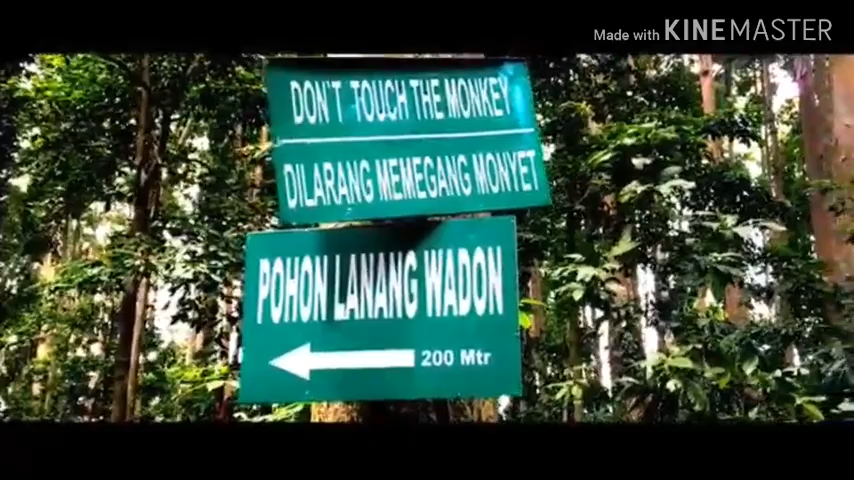 Made with KINEMASTER
DON'T TOUCH THE MONKEY
DILARANG MEMEGANG MONYET
POHON LANANG WADON
200 Mtr